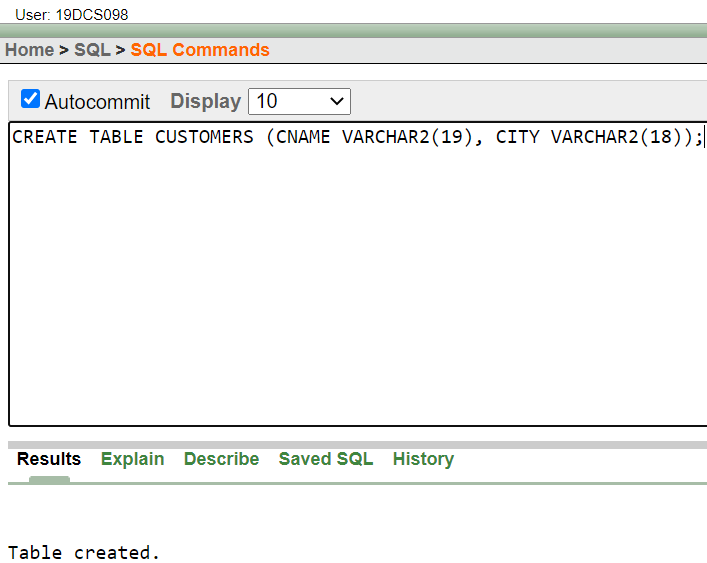 User: 19DCS098
Home > SQL > SQL Commands
Autocommit Display 10
CREATE TABLE CUSTOMERS (CNAME VARCHAR2(19), CITY VARCHAR2(18));
Results Explain Describe Saved SQL History
Table created.